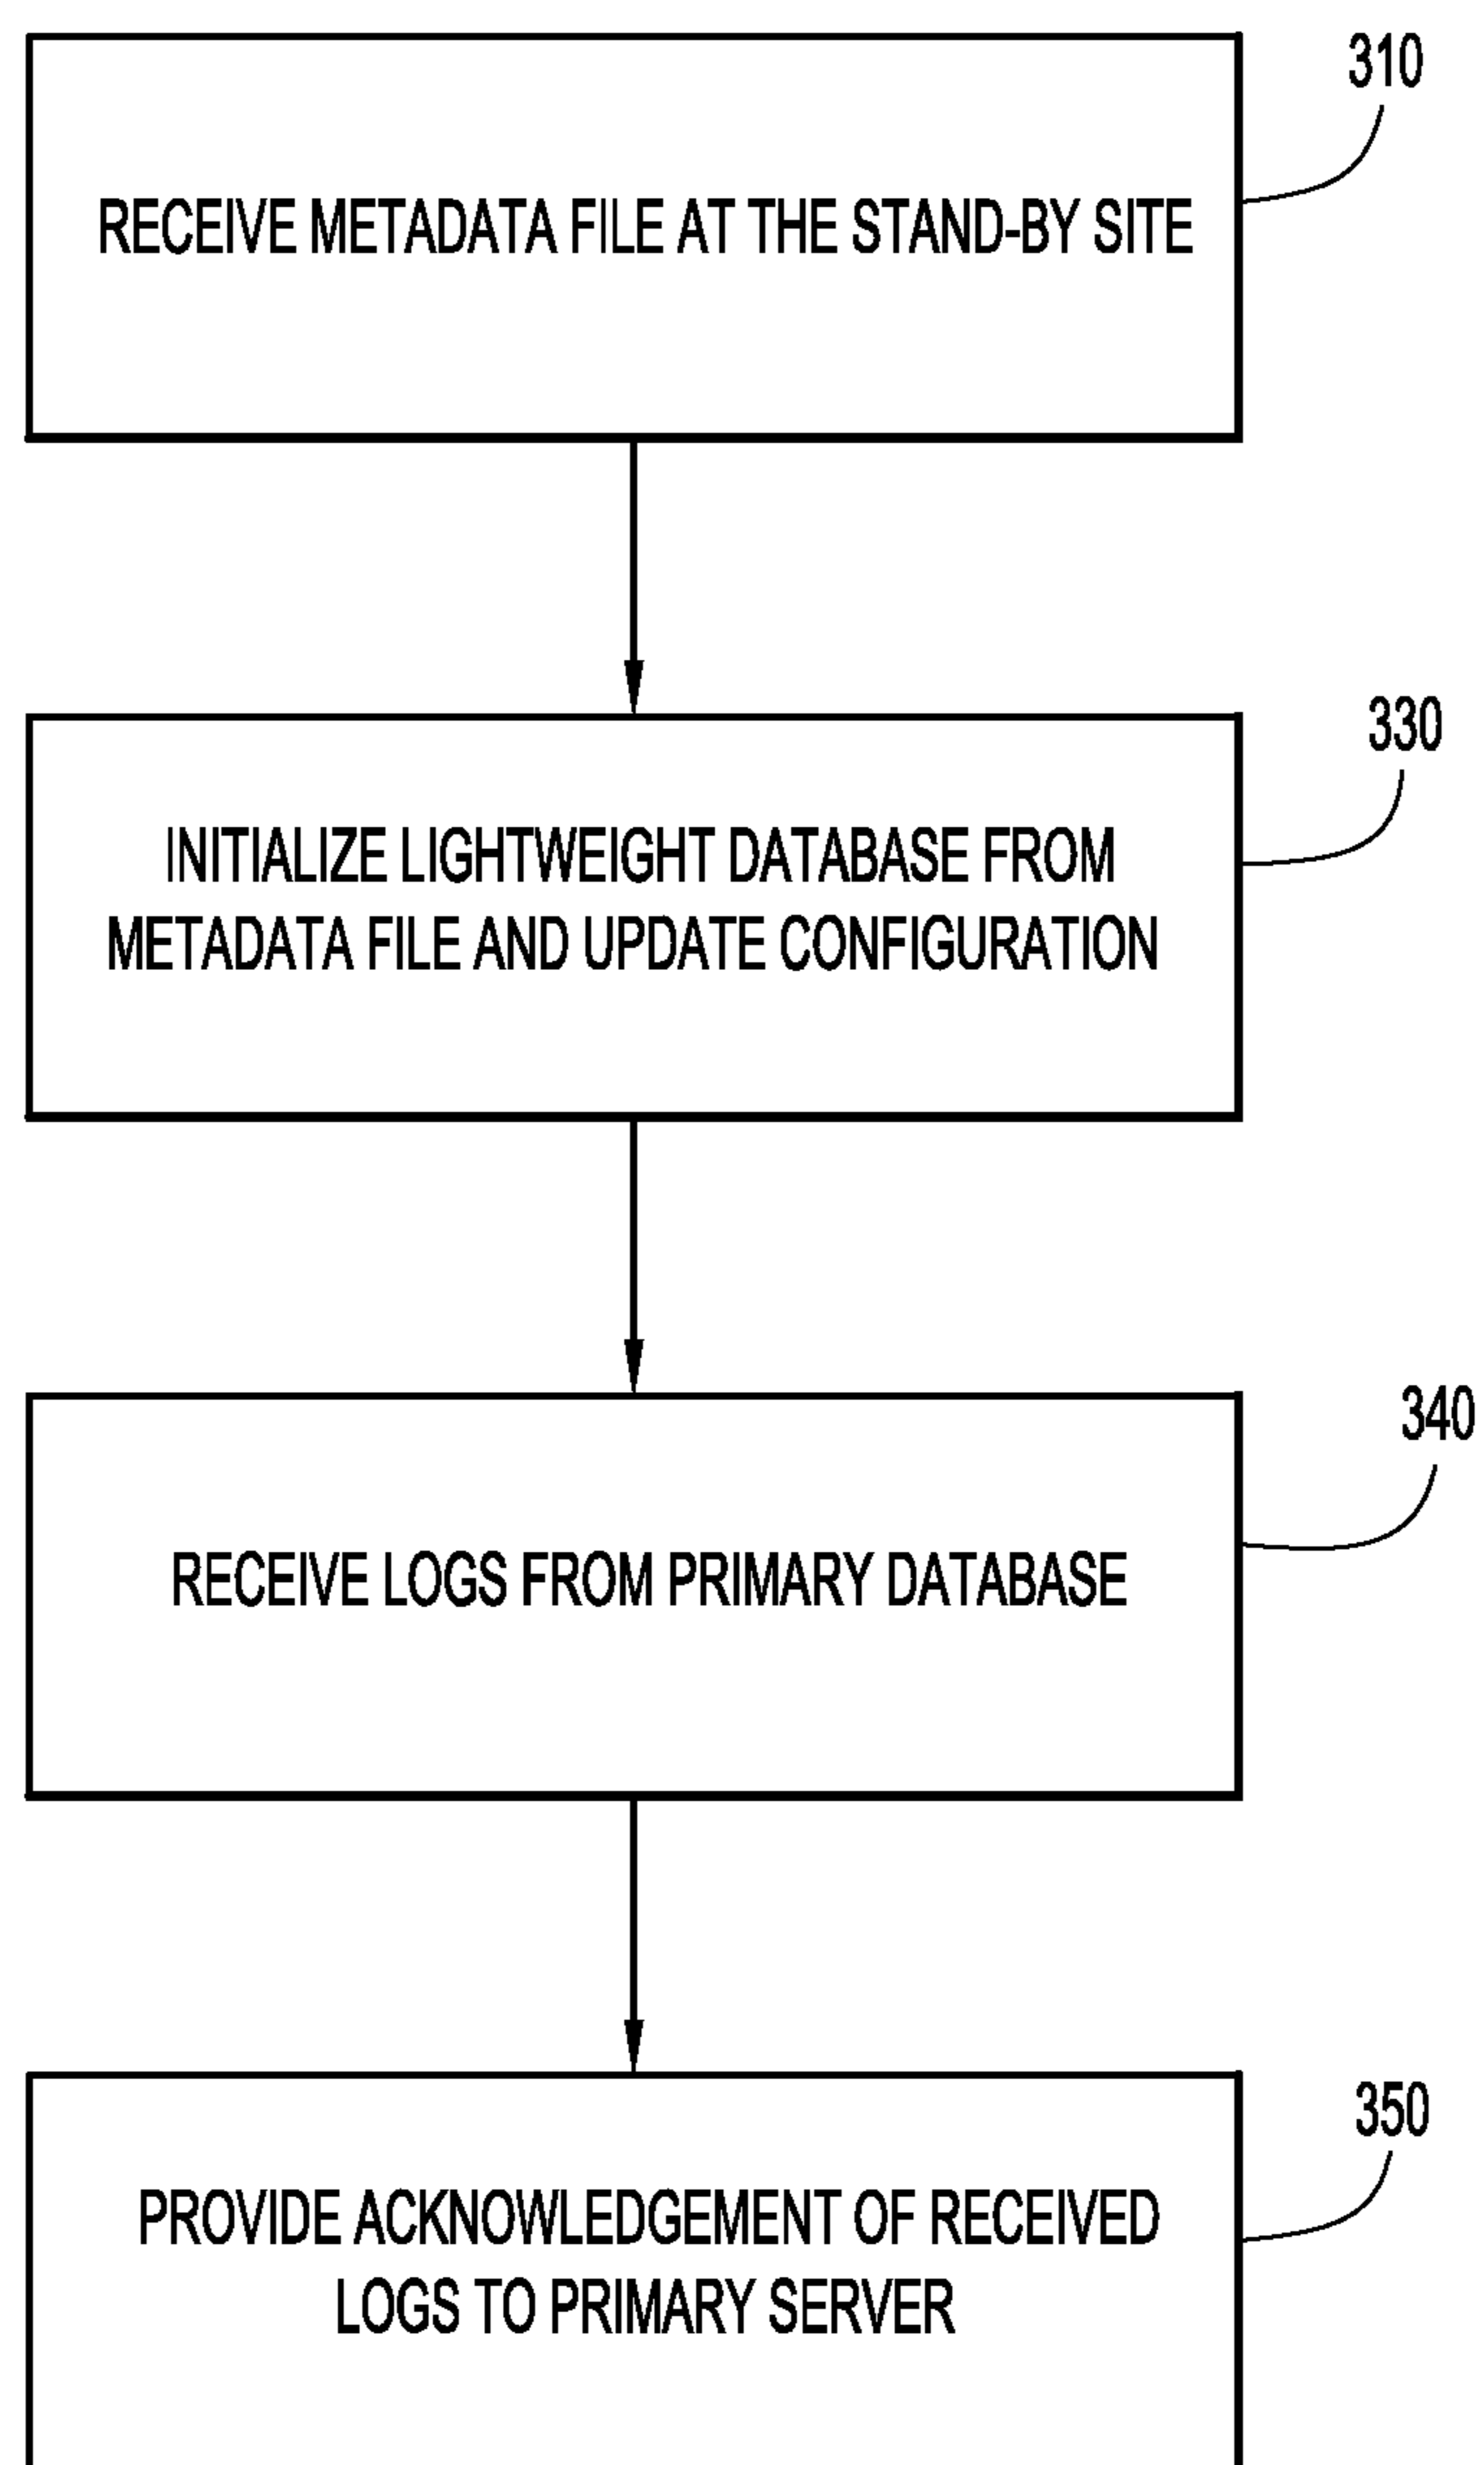 310
RECEIVE METADATA FILE AT THE STAND-BY SITE
330
INITIALIZE LIGHTWEIGHT DATABASE FROM
METADATA FILE AND UPDATE CONFIGURATION
340
RECEIVE LOGS FROM PRIMARY DATABASE
350
PROVIDE ACKNOWLEDGEMENT OF RECEIVED
LOGS TO PRIMARY SERVER